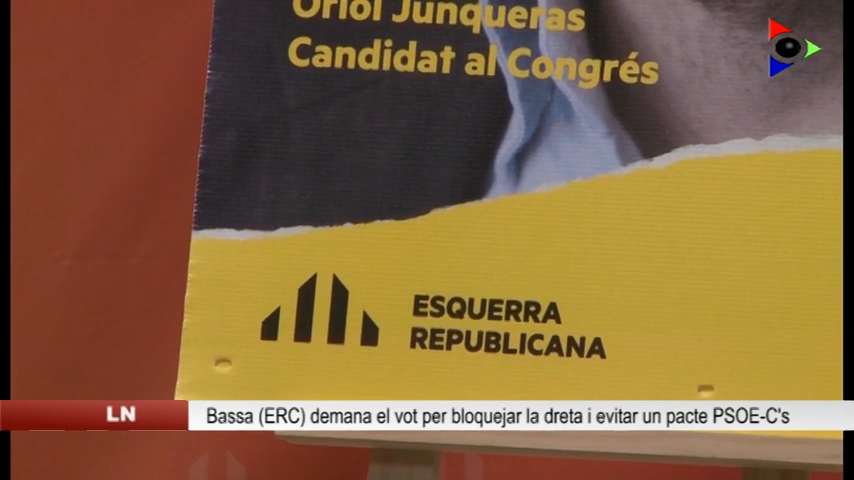 Oriol Junqueras
Candidat al Congrés
ESQUERRA
REPUBLICANA
LN
Bassa (ERC) demana el vot per bloquejar la dreta i evitar un pacte PSOE-C's